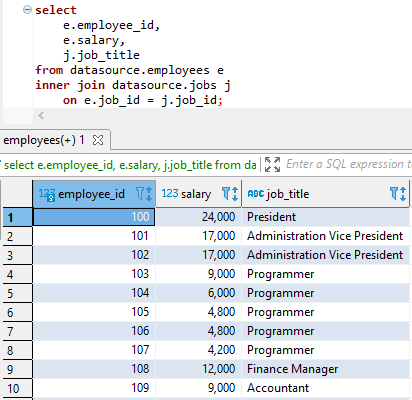 select
e.employee_id,
e.salary,
j.job_title
from datasource.employees e
inner join datasource.jobs j
on e.job_id = j.job_id;
employees(+) 1
select e.employee_id, e.salary, j.job_title from da
Enter a SQL expression to
123 employee_id 123 salary ABC job_title
1 100 24,000 President
2 101 17,000 Administration Vice President
3 102 17,000 Administration Vice President
4 103 9,000 Programmer
5 104 6,000 Programmer
6 105 4,800 Programmer
7 106 4,800 Programmer
8 107 4,200 Programmer
9 108 12,000 Finance Manager
10 109 9,000 Accountant